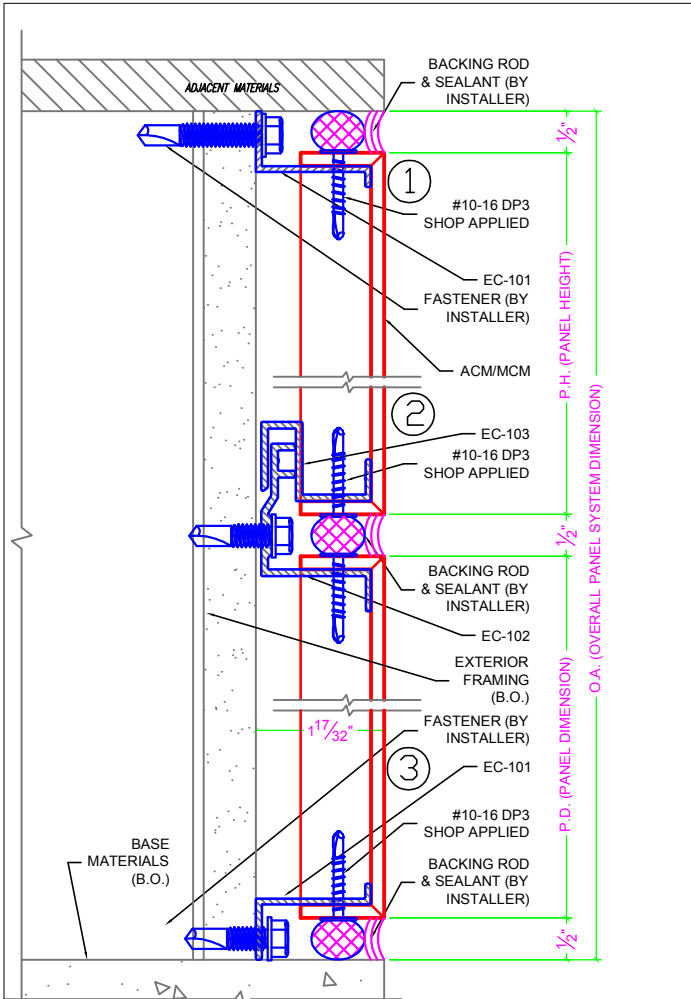 ADJACENT MATERIALS
BACKING ROD
& SEALANT (BY
INSTALLER)
1/2"
1
#10-16 DP3
SHOP APPLIED
EC-101
FASTENER (BY
INSTALLER)
ACM/MCM
P.H. (PANEL HEIGHT)
2
EC-103
#10-16 DP3
SHOP APPLIED
1/2"
BACKING ROD
& SEALANT (BY
INSTALLER)
EC-102
EXTERIOR
FRAMING
(B.O.)
O.A. (OVERALL PANEL SYSTEM DIMENSION)
FASTENER (BY
INSTALLER)
1 17/32"
3
EC-101
P.D. (PANEL DIMENSION)
#10-16 DP3
SHOP APPLIED
BASE
MATERIALS
(B.O.)
BACKING ROD
& SEALANT (BY
INSTALLER)
1/2"